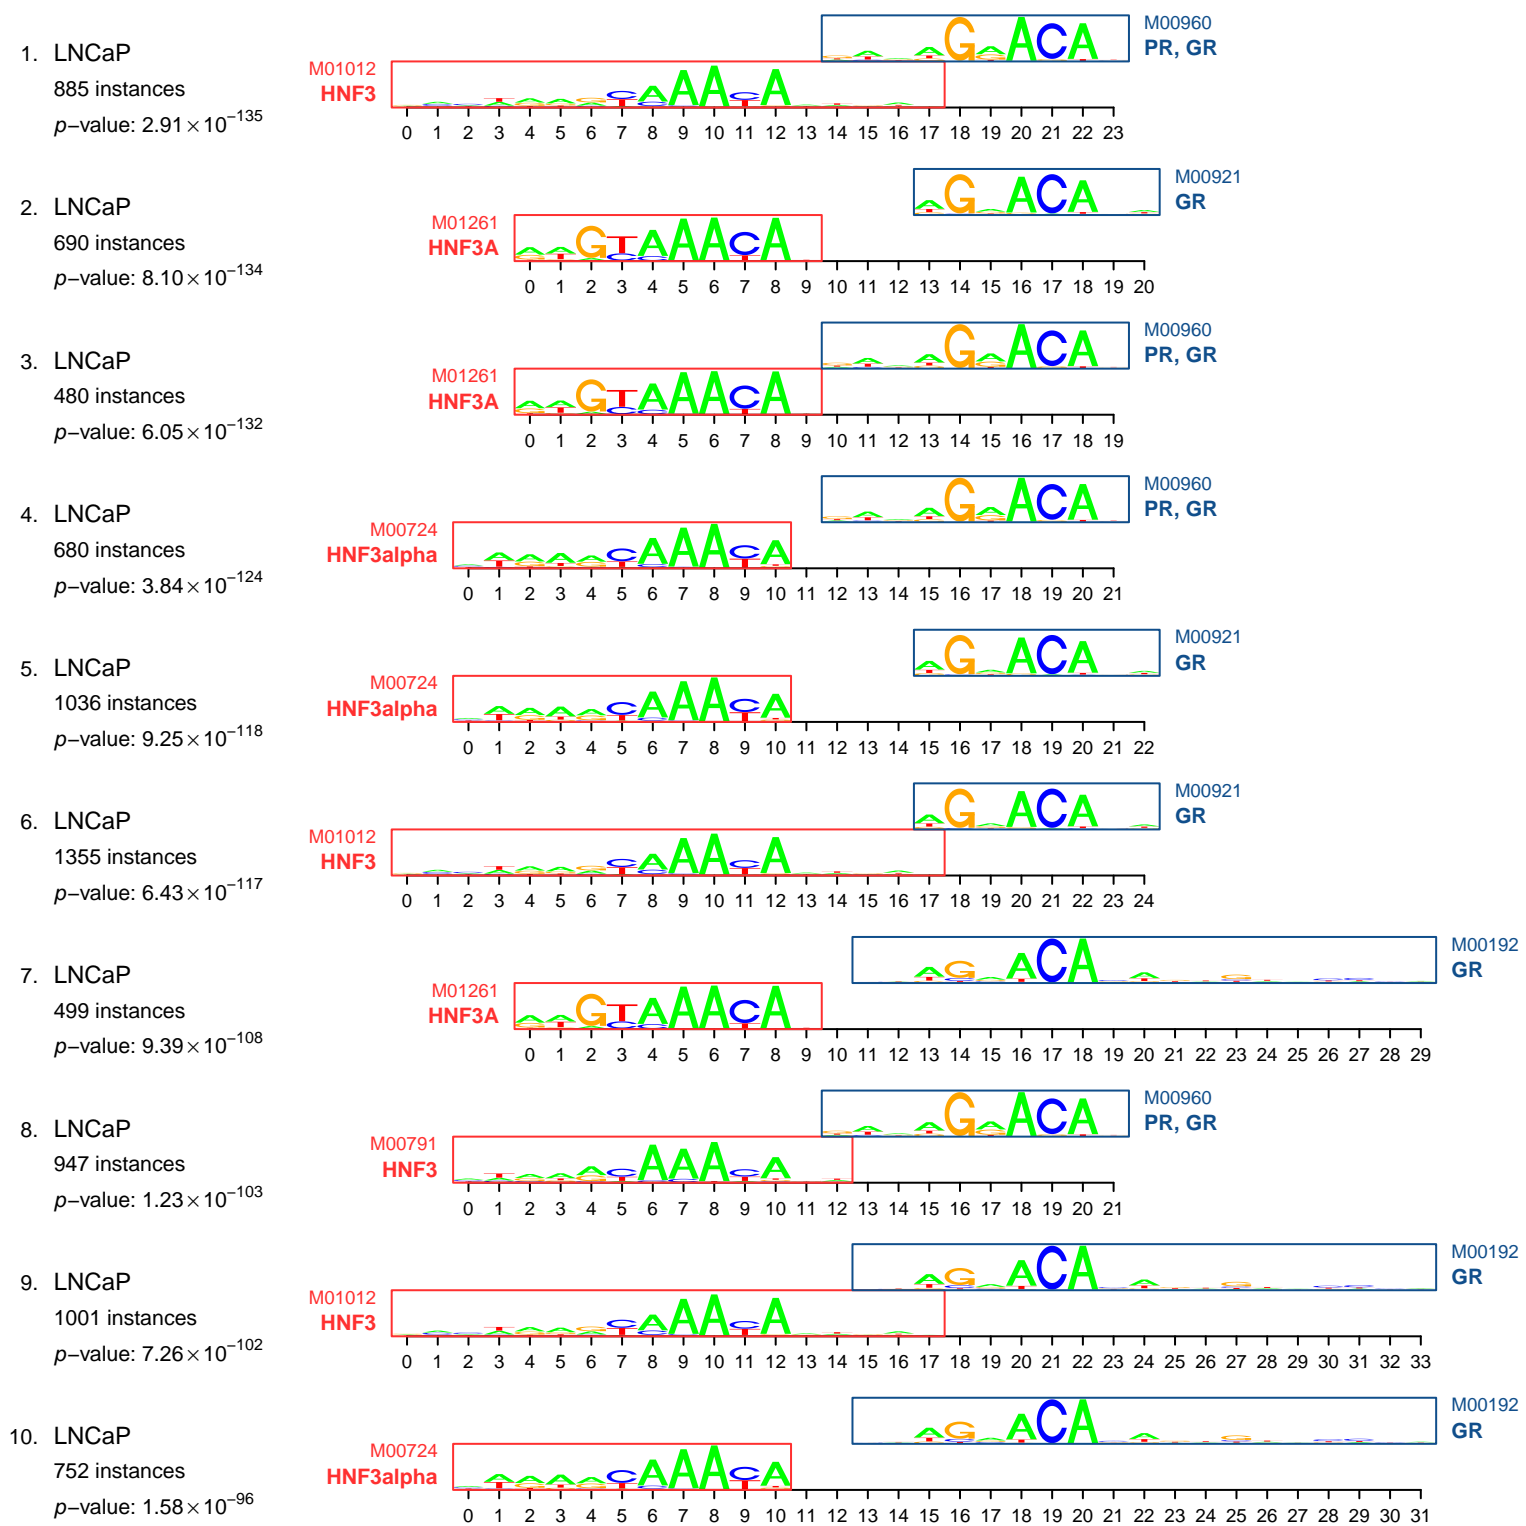 1. LNCaP
885 instances
p−value: 2.91×10−135
M01012
HNF3
M00960
PR, GR
0 1 2 3 4 5 6 7 8 9 10 11 12 13 14 15 16 17 18 19 20 21 22 23
2. LNCaP
690 instances
p−value: 8.10×10−134
M01261
HNF3A
M00921
GR
0 1 2 3 4 5 6 7 8 9 10 11 12 13 14 15 16 17 18 19 20
3. LNCaP
480 instances
p−value: 6.05×10−132
M01261
HNF3A
M00960
PR, GR
0 1 2 3 4 5 6 7 8 9 10 11 12 13 14 15 16 17 18 19
4. LNCaP
680 instances
p−value: 3.84×10−124
M00724
HNF3alpha
M00960
PR, GR
0 1 2 3 4 5 6 7 8 9 10 11 12 13 14 15 16 17 18 19 20 21
5. LNCaP
1036 instances
p−value: 9.25×10−118
M00724
HNF3alpha
M00921
GR
0 1 2 3 4 5 6 7 8 9 10 11 12 13 14 15 16 17 18 19 20 21 22
6. LNCaP
1355 instances
p−value: 6.43×10−117
M01012
HNF3
M00921
GR
0 1 2 3 4 5 6 7 8 9 10 11 12 13 14 15 16 17 18 19 20 21 22 23 24
7. LNCaP
499 instances
p−value: 9.39×10−108
M01261
HNF3A
M00192
GR
0 1 2 3 4 5 6 7 8 9 10 11 12 13 14 15 16 17 18 19 20 21 22 23 24 25 26 27 28 29
8. LNCaP
947 instances
p−value: 1.23×10−103
M00791
HNF3
M00960
PR, GR
0 1 2 3 4 5 6 7 8 9 10 11 12 13 14 15 16 17 18 19 20 21
9. LNCaP
1001 instances
p−value: 7.26×10−102
M01012
HNF3
M00192
GR
0 1 2 3 4 5 6 7 8 9 10 11 12 13 14 15 16 17 18 19 20 21 22 23 24 25 26 27 28 29 30 31 32 33
10. LNCaP
752 instances
p−value: 1.58×10−96
M00724
HNF3alpha
M00192
GR
0 1 2 3 4 5 6 7 8 9 10 11 12 13 14 15 16 17 18 19 20 21 22 23 24 25 26 27 28 29 30 31